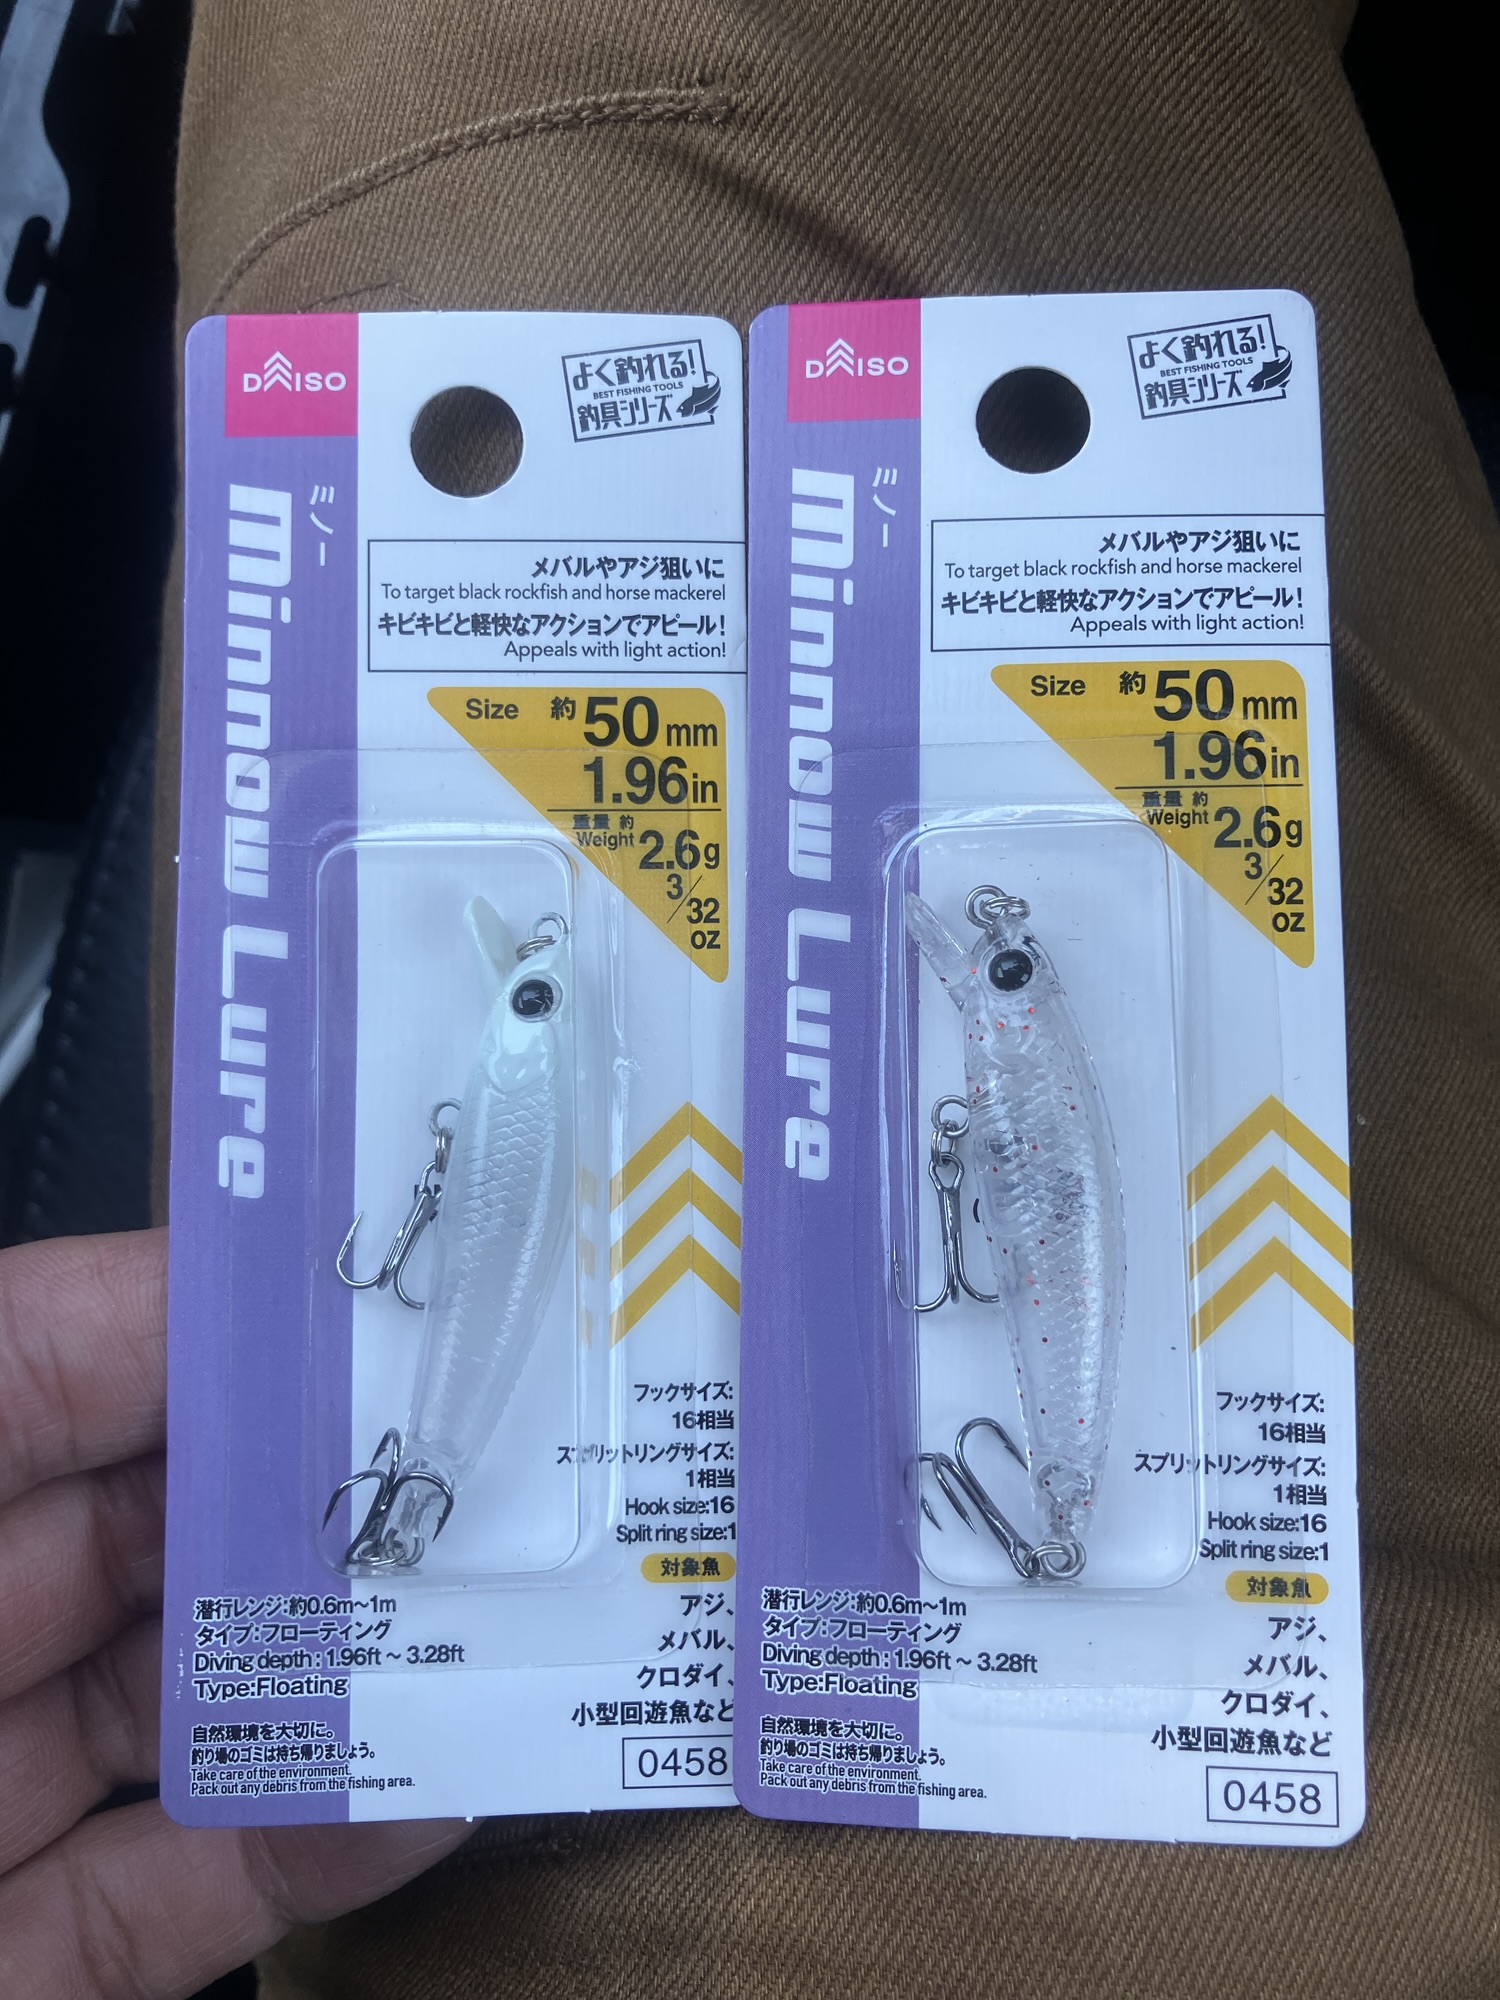 DAISO
よく釣れる!
BEST FISHING TOOLS
釣具シリーズ
ミノー
Minnow Lure
メバルやアジ狙いに
To target black rockfish and horse mackerel
キビキビと軽快なアクションでアピール!
Appeals with light action!
Size 約50mm
1.96in
重量 約
Weight 2.6g
3/32
oz
フックサイズ:
16相当
スプリットリングサイズ:
1相当
Hook size:16
Split ring size:1
対象魚
アジ、
メバル、
クロダイ、
小型回遊魚など
潜行レンジ:約0.6m~1m
タイプ:フローティング
Diving depth : 1.96ft ~ 3.28ft
Type:Floating
自然環境を大切に。
釣り場のゴミは持ち帰りましょう。
Take care of the environment.
Pack out any debris from the fishing area.
0458
DAISO
よく釣れる!
BEST FISHING TOOLS
釣具シリーズ
ミノー
Minnow Lure
メバルやアジ狙いに
To target black rockfish and horse mackerel
キビキビと軽快なアクションでアピール!
Appeals with light action!
Size 約50mm
1.96in
重量 約
Weight 2.6g
3/32
oz
フックサイズ:
16相当
スプリットリングサイズ:
1相当
Hook size:16
Split ring size:1
対象魚
アジ、
メバル、
クロダイ、
小型回遊魚など
潜行レンジ:約0.6m~1m
タイプ:フローティング
Diving depth : 1.96ft ~ 3.28ft
Type:Floating
自然環境を大切に。
釣り場のゴミは持ち帰りましょう。
Take care of the environment.
Pack out any debris from the fishing area.
0458